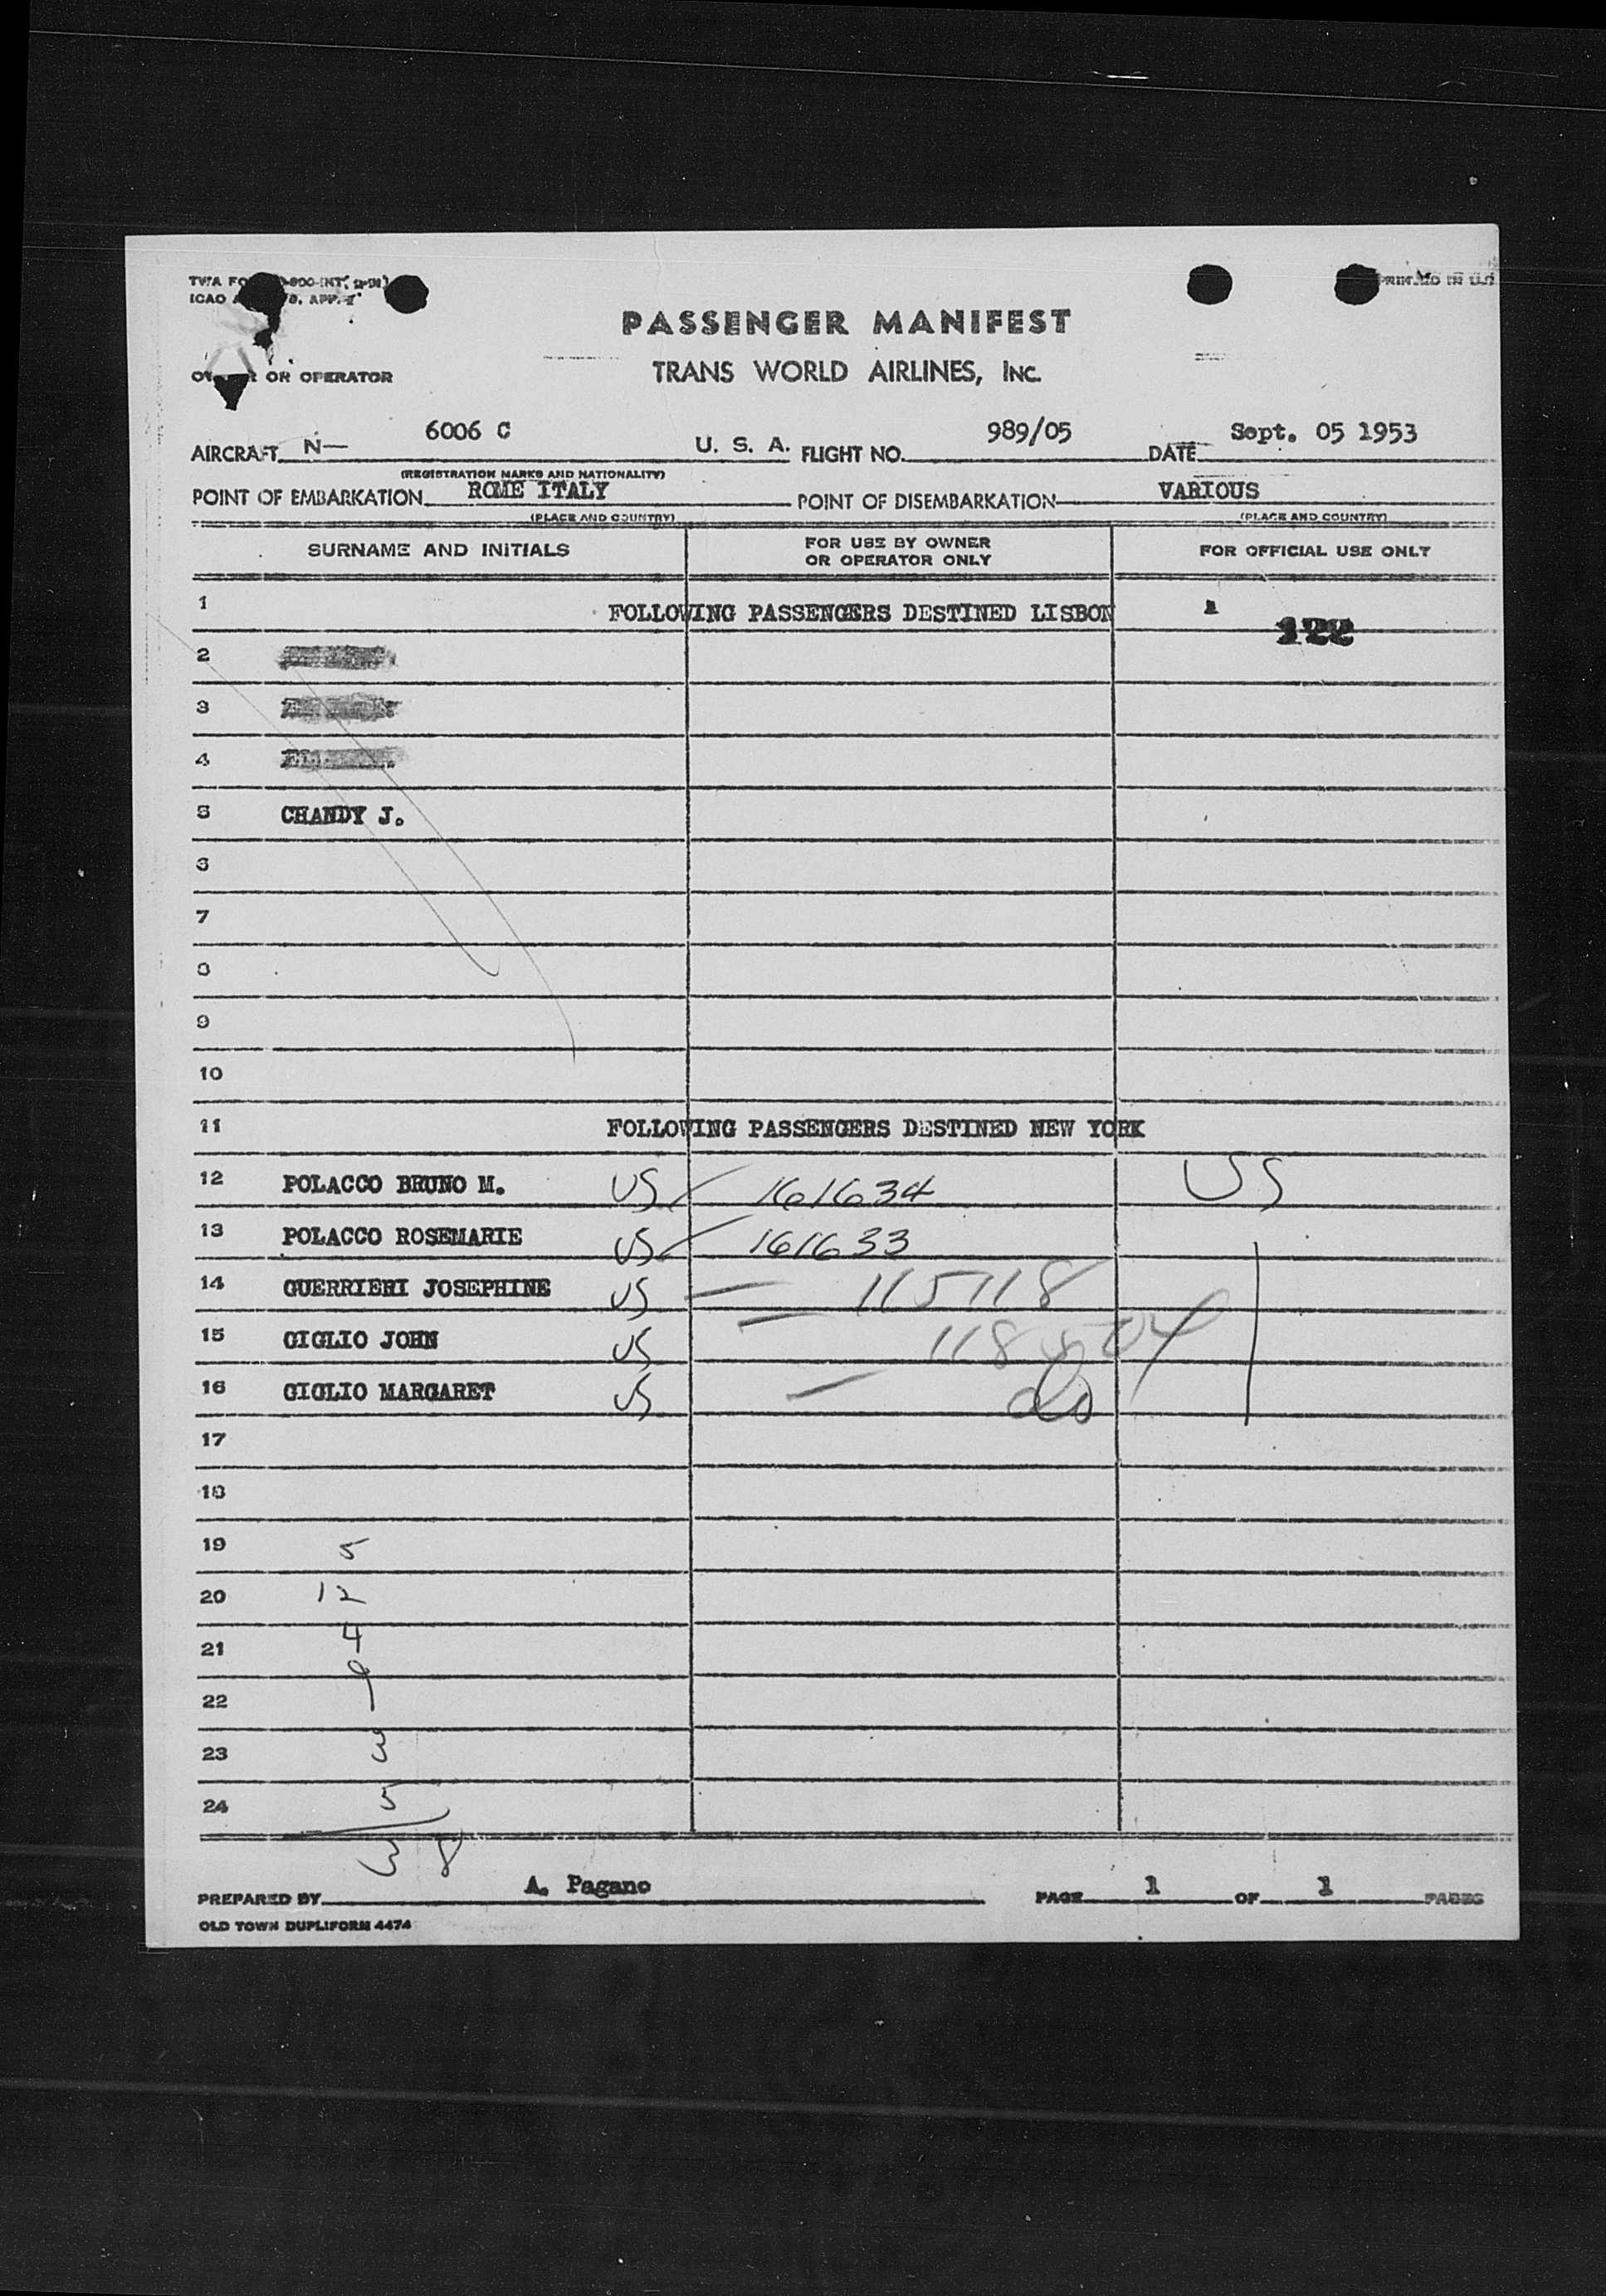 PRINTED IN U.S.
PASSENGER MANIFEST
OR OPERATOR
TRANS WORLD AIRLINES, INC.
AIRCRAFT N— 6006 C U. S. A. FLIGHT NO. 989/05 DATE Sept. 05 1953
(REGISTRATION MARKS AND NATIONALITY)
POINT OF EMBARKATION ROME ITALY POINT OF DISEMBARKATION VARIOUS
(PLACE AND COUNTRY) (PLACE AND COUNTRY)
SURNAME AND INITIALS FOR USE BY OWNER OR OPERATOR ONLY FOR OFFICIAL USE ONLY
1 FOLLOWING PASSENGERS DESTINED LISBON 1
122
2
3
4
5 CHANDY J.
6
7
8
9
10
11 FOLLOWING PASSENGERS DESTINED NEW YORK
12 POLACCO BRUNO M. US 161634 US
13 POLACCO ROSEMARIE US 161633
14 GUERRIERI JOSEPHINE US — 115118
15 GIGLIO JOHN US —
16 GIGLIO MARGARET US — do
17
18
19 5
20 12
21 4
22 9
23 3
24 5
38
PREPARED BY A. Pagano PAGE 1 OF 1 PAGES
OLD TOWN DUPLIFORM 4474